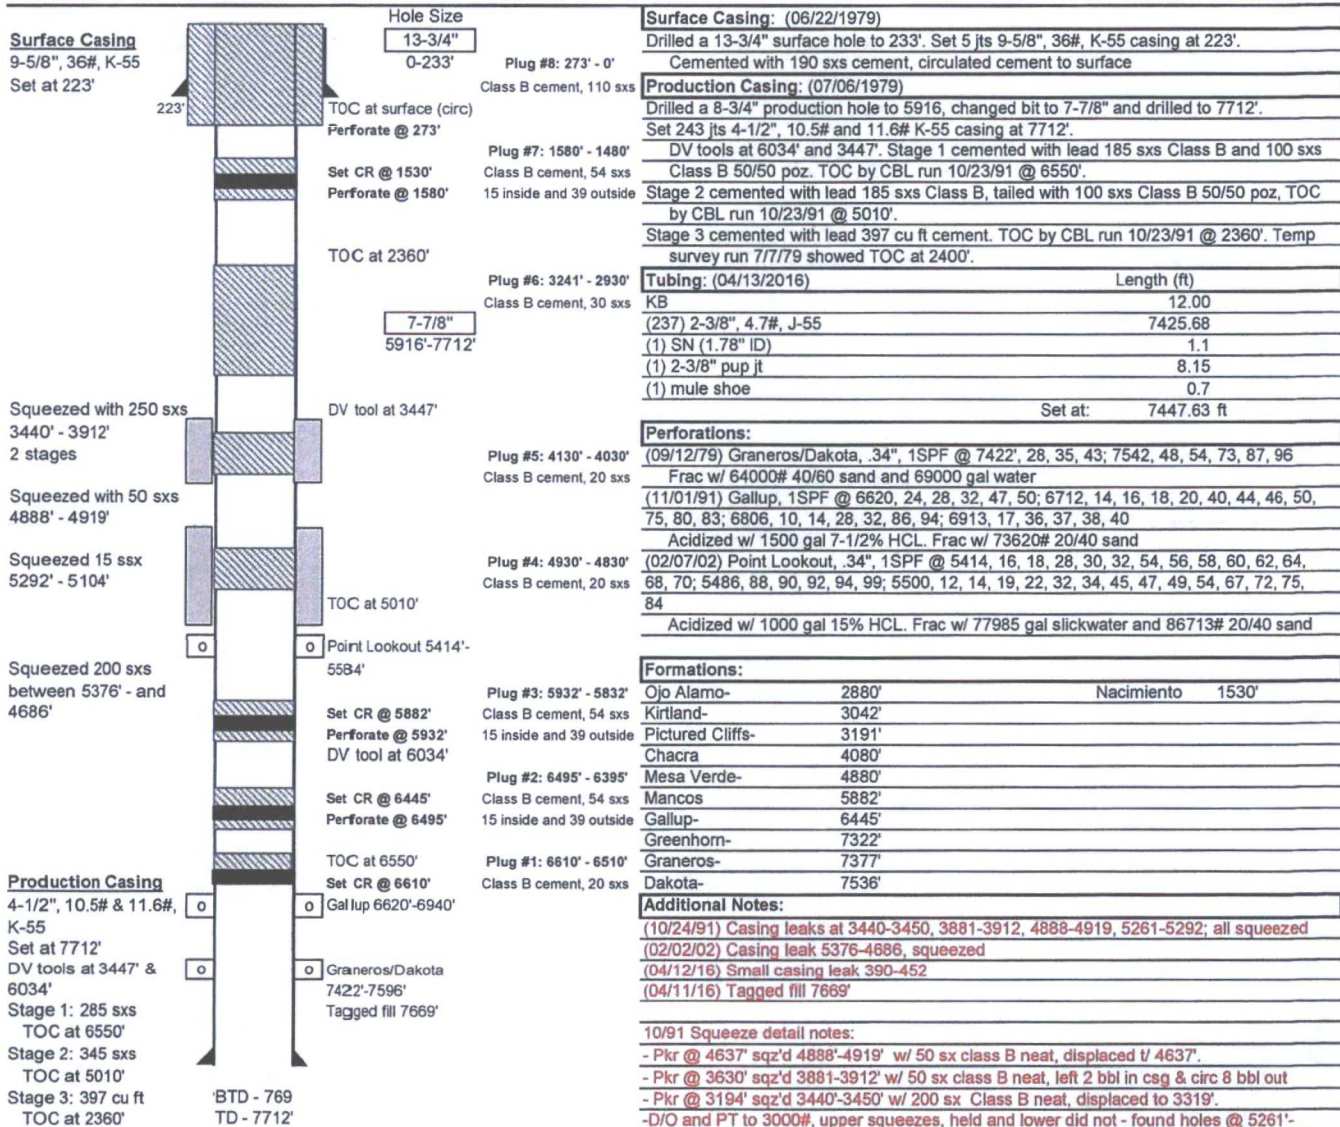 Surface Casing
9-5/8", 36#, K-55
Set at 223'
223'
Squeezed with 250 sxs
3440' - 3912'
2 stages
Squeezed with 50 sxs
4888' - 4919'
Squeezed 15 ssx
5292' - 5104'
Squeezed 200 sxs
between 5376' - and
4686'
Production Casing
4-1/2", 10.5# & 11.6#,
K-55
Set at 7712'
DV tools at 3447' &
6034'
Stage 1: 285 sxs
TOC at 6550'
Stage 2: 345 sxs
TOC at 5010'
Stage 3: 397 cu ft
TOC at 2360'
o
o
o
o
o
o
BTD - 769
TD - 7712'
Hole Size
13-3/4"
0-233'
TOC at surface (circ)
Perforate @ 273'
Set CR @ 1530'
Perforate @ 1580'
TOC at 2360'
7-7/8"
5916'-7712'
DV tool at 3447'
TOC at 5010'
Point Lookout 5414'-
5584'
Set CR @ 5882'
Perforate @ 5932'
DV tool at 6034'
Set CR @ 6445'
Perforate @ 6495'
TOC at 6550'
Set CR @ 6610'
Gallup 6620'-6940'
Graneros/Dakota
7422'-7596'
Tagged fill 7669'
Plug #8: 273' - 0'
Class B cement, 110 sxs
Plug #7: 1580' - 1480'
Class B cement, 54 sxs
15 inside and 39 outside
Plug #6: 3241' - 2930'
Class B cement, 30 sxs
Plug #5: 4130' - 4030'
Class B cement, 20 sxs
Plug #4: 4930' - 4830'
Class B cement, 20 sxs
Plug #3: 5932' - 5832'
Class B cement, 54 sxs
15 inside and 39 outside
Plug #2: 6495' - 6395'
Class B cement, 54 sxs
15 inside and 39 outside
Plug #1: 6610' - 6510'
Class B cement, 20 sxs
Surface Casing: (06/22/1979)
Drilled a 13-3/4" surface hole to 233'. Set 5 jts 9-5/8", 36#, K-55 casing at 223'.
Cemented with 190 sxs cement, circulated cement to surface
Production Casing: (07/06/1979)
Drilled a 8-3/4" production hole to 5916, changed bit to 7-7/8" and drilled to 7712'.
Set 243 jts 4-1/2", 10.5# and 11.6# K-55 casing at 7712'.
DV tools at 6034' and 3447'. Stage 1 cemented with lead 185 sxs Class B and 100 sxs
Class B 50/50 poz. TOC by CBL run 10/23/91 @ 6550'.
Stage 2 cemented with lead 185 sxs Class B, tailed with 100 sxs Class B 50/50 poz, TOC
by CBL run 10/23/91 @ 5010'.
Stage 3 cemented with lead 397 cu ft cement. TOC by CBL run 10/23/91 @ 2360'. Temp
survey run 7/7/79 showed TOC at 2400'.
Tubing: (04/13/2016) Length (ft)
KB 12.00
(237) 2-3/8", 4.7#, J-55 7425.68
(1) SN (1.78" ID) 1.1
(1) 2-3/8" pup jt 8.15
(1) mule shoe 0.7
Set at: 7447.63 ft
Perforations:
(09/12/79) Graneros/Dakota, .34", 1SPF @ 7422', 28, 35, 43; 7542, 48, 54, 73, 87, 96
Frac w/ 64000# 40/60 sand and 69000 gal water
(11/01/91) Gallup, 1SPF @ 6620, 24, 28, 32, 47, 50; 6712, 14, 16, 18, 20, 40, 44, 46, 50,
75, 80, 83; 6806, 10, 14, 28, 32, 86, 94; 6913, 17, 36, 37, 38, 40
Acidized w/ 1500 gal 7-1/2% HCL. Frac w/ 73620# 20/40 sand
(02/07/02) Point Lookout, .34", 1SPF @ 5414, 16, 18, 28, 30, 32, 54, 56, 58, 60, 62, 64,
68, 70; 5486, 88, 90, 92, 94, 99; 5500, 12, 14, 19, 22, 32, 34, 45, 47, 49, 54, 67, 72, 75,
84
Acidized w/ 1000 gal 15% HCL. Frac w/ 77985 gal slickwater and 86713# 20/40 sand
Formations:
Ojo Alamo- 2880' Nacimiento 1530'
Kirtland- 3042'
Pictured Cliffs- 3191'
Chacra 4080'
Mesa Verde- 4880'
Mancos 5882'
Gallup- 6445'
Greenhorn- 7322'
Graneros- 7377'
Dakota- 7536'
Additional Notes:
(10/24/91) Casing leaks at 3440-3450, 3881-3912, 4888-4919, 5261-5292; all squeezed
(02/02/02) Casing leak 5376-4686, squeezed
(04/12/16) Small casing leak 390-452
(04/11/16) Tagged fill 7669'
10/91 Squeeze detail notes:
- Pkr @ 4637' sqz'd 4888'-4919' w/ 50 sx class B neat, displaced t/ 4637'.
- Pkr @ 3630' sqz'd 3881-3912' w/ 50 sx class B neat, left 2 bbl in csg & circ 8 bbl out
- Pkr @ 3194' sqz'd 3440'-3450' w/ 200 sx Class B neat, displaced to 3319'.
-D/O and PT to 3000#, upper squeezes, held and lower did not - found holes @ 5261'-